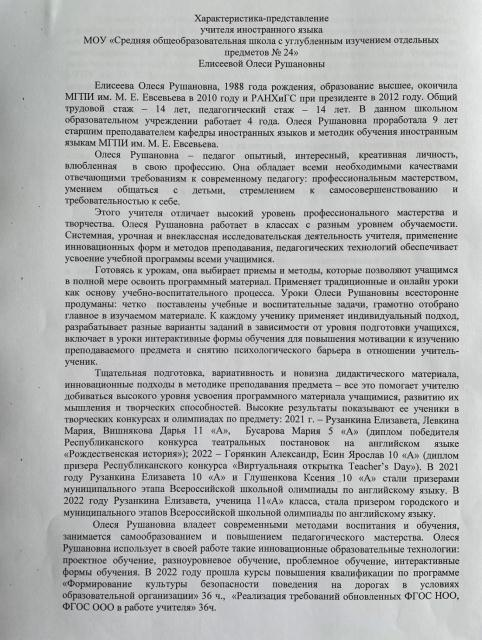 Характеристика-представление
учителя иностранного языка
МОУ «Средняя общеобразовательная школа с углубленным изучением отдельных
предметов № 24»
Елисеевой Олеси Рушановны
Елисеева Олеся Рушановна, 1988 года рождения, образование высшее, окончила
МГПИ им. М. Е. Евсевьева в 2010 году и РАНХиГС при президенте в 2012 году. Общий
трудовой стаж – 14 лет, педагогический стаж – 14 лет. В данном школьном
образовательном учреждении работает 4 года. Олеся Рушановна проработала 9 лет
старшим преподавателем кафедры иностранных языков и методик обучения иностранным
языкам МГПИ им. М. Е. Евсевьева.
Олеся Рушановна – педагог опытный, интересный, креативная личность,
влюбленная в свою профессию. Она обладает всеми необходимыми качествами
отвечающими требованиям к современному педагогу: профессиональным мастерством,
умением общаться с детьми, стремлением к самосовершенствованию и
требовательностью к себе.
Этого учителя отличает высокий уровень профессионального мастерства и
творчества. Олеся Рушановна работает в классах с разным уровнем обучаемости.
Системная, урочная и внеклассная исследовательская деятельность учителя, применение
инновационных форм и методов преподавания, педагогических технологий обеспечивает
усвоение учебной программы всеми учащимися.
Готовясь к урокам, она выбирает приемы и методы, которые позволяют учащимся
в полной мере освоить программный материал. Применяет традиционные и онлайн уроки
как основу учебно-воспитательного процесса. Уроки Олеси Рушановны всесторонне
продуманы: четко поставлены учебные и воспитательные задачи, грамотно отобрано
главное в изучаемом материале. К каждому ученику применяет индивидуальный подход,
разрабатывает разные варианты заданий в зависимости от уровня подготовки учащихся,
включает в уроки интерактивные формы обучения для повышения мотивации к изучению
преподаваемого предмета и снятию психологического барьера в отношении учитель-
ученик.
Тщательная подготовка, вариативность и новизна дидактического материала,
инновационные подходы в методике преподавания предмета – все это помогает учителю
добиваться высокого уровня усвоения программного материала учащимися, развитию их
мышления и творческих способностей. Высокие результаты показывают ее ученики в
творческих конкурсах и олимпиадах по предмету: 2021 г. – Рузанкина Елизавета, Левкина
Мария, Вишнякова Дарья 11 «А», Бусарова Мария 5 «А» (диплом победителя
Республиканского конкурса театральных постановок на английском языке
«Рождественская история»); 2022 – Горянкин Александр, Есин Ярослав 10 «А» (диплом
призера Республиканского конкурса «Виртуальнаяя открытка Teacher's Day»). В 2021
году Рузанкина Елизавета 10 «А» и Глушенкова Ксения 10 «А» стали призерами
муниципального этапа Всероссийской школьной олимпиады по английскому языку. В
2022 году Рузанкина Елизавета, ученица 11«А» класса, стала призером городского и
муниципального этапов Всероссийской школьной олимпиады по английскому языку.
Олеся Рушановна владеет современными методами воспитания и обучения,
занимается самообразованием и повышением педагогического мастерства. Олеся
Рушановна использует в своей работе такие инновационные образовательные технологии:
проектное обучение, разноуровневое обучение, проблемное обучение, интерактивные
формы обучения. В 2022 году прошла курсы повышения квалификации по программе
«Формирование культуры безопасности поведения на дорогах в условиях
образовательной организации» 36 ч., «Реализация требований обновленных ФГОС НОО,
ФГОС ООО в работе учителя» 36ч.